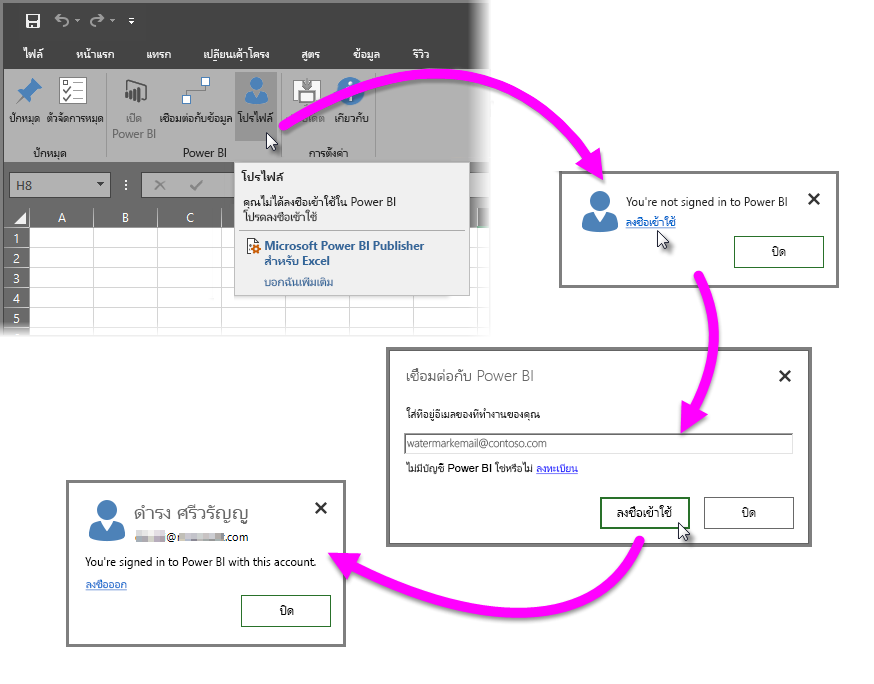 ไฟล์ หน้าแรก แทรก เปลี่ยนเค้าโครง สูตร ข้อมูล รีวิว
ปักหมุด ตัวจัดการหมุด เปิด เชื่อมต่อกับข้อมูล โปรไฟล์ เกี่ยวกับ
Power BI
ปักหมุด Power BI การตั้งค่า
H8
A B C
1
2
3
4
5
โปรไฟล์
คุณไม่ได้ลงชื่อเข้าใช้ใน Power BI
โปรดลงชื่อเข้าใช้
Microsoft Power BI Publisher
สำหรับ Excel
บอกฉันเพิ่มเติม
You're not signed in to Power BI
ลงชื่อเข้าใช้
ปิด
เชื่อมต่อกับ Power BI
ใส่ที่อยู่อีเมลของที่ทำงานของคุณ
watermarkemail@contoso.com
ไม่มีบัญชี Power BI ใช่หรือไม่ ลงทะเบียน
ลงชื่อเข้าใช้ ปิด
ดำรง ศรีวรัญญู
.com
You're signed in to Power BI with this account.
ลงชื่อออก
ปิด